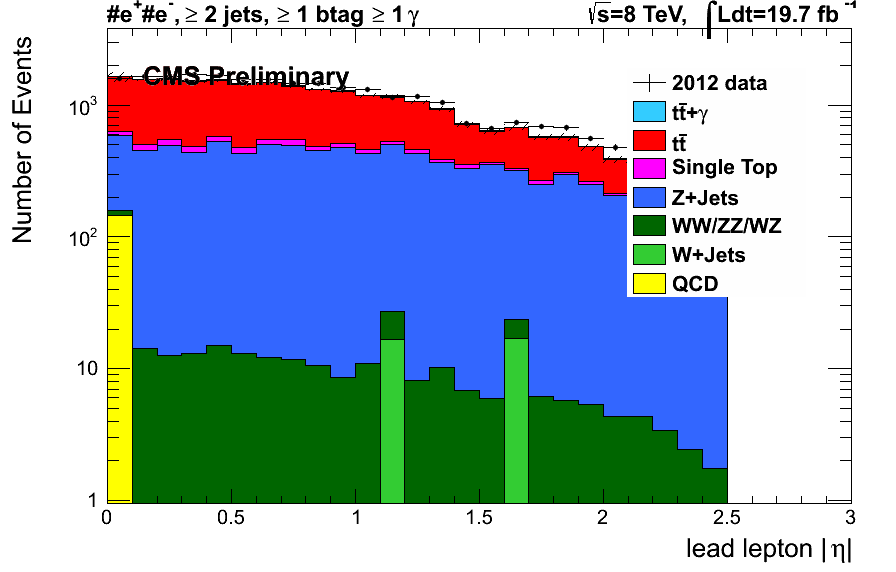 #e⁺#e⁻, ≥ 2 jets, ≥ 1 btag ≥ 1 γ
√s=8 TeV, ∫Ldt=19.7 fb⁻¹
CMS Preliminary
Number of Events
10³
10²
10
1
2012 data
tt̄+γ
tt̄
Single Top
Z+Jets
WW/ZZ/WZ
W+Jets
QCD
0 0.5 1 1.5 2 2.5 3
lead lepton |η|